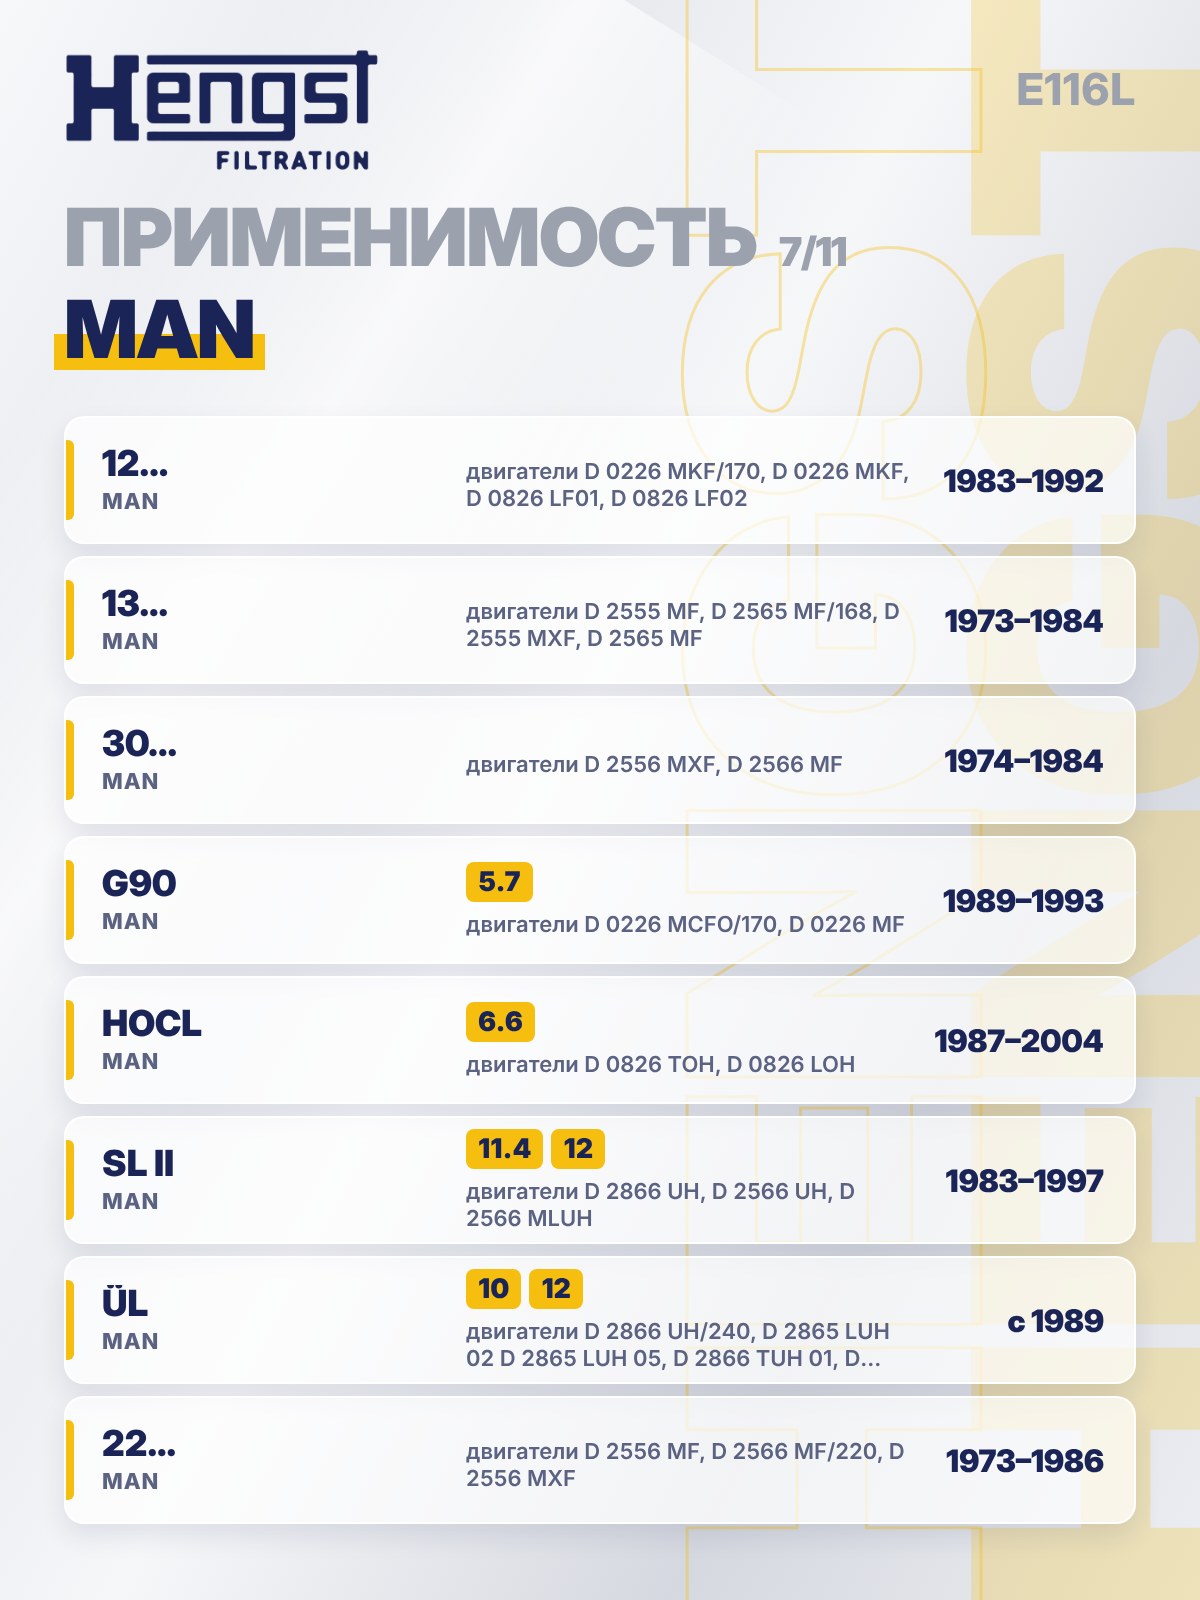 Hengst
FILTRATION
E116L
ПРИМЕНИМОСТЬ 7/11
MAN
12...
MAN
двигатели D 0226 MKF/170, D 0226 MKF,
D 0826 LF01, D 0826 LF02
1983–1992
13...
MAN
двигатели D 2555 MF, D 2565 MF/168, D
2555 MXF, D 2565 MF
1973–1984
30...
MAN
двигатели D 2556 MXF, D 2566 MF
1974–1984
G90
MAN
5.7
двигатели D 0226 MCFO/170, D 0226 MF
1989–1993
HOCL
MAN
6.6
двигатели D 0826 TOH, D 0826 LOH
1987–2004
SL II
MAN
11.4 12
двигатели D 2866 UH, D 2566 UH, D
2566 MLUH
1983–1997
ÜL
MAN
10 12
двигатели D 2866 UH/240, D 2865 LUH
02 D 2865 LUH 05, D 2866 TUH 01, D...
с 1989
22...
MAN
двигатели D 2556 MF, D 2566 MF/220, D
2556 MXF
1973–1986
HENGST
HENGST